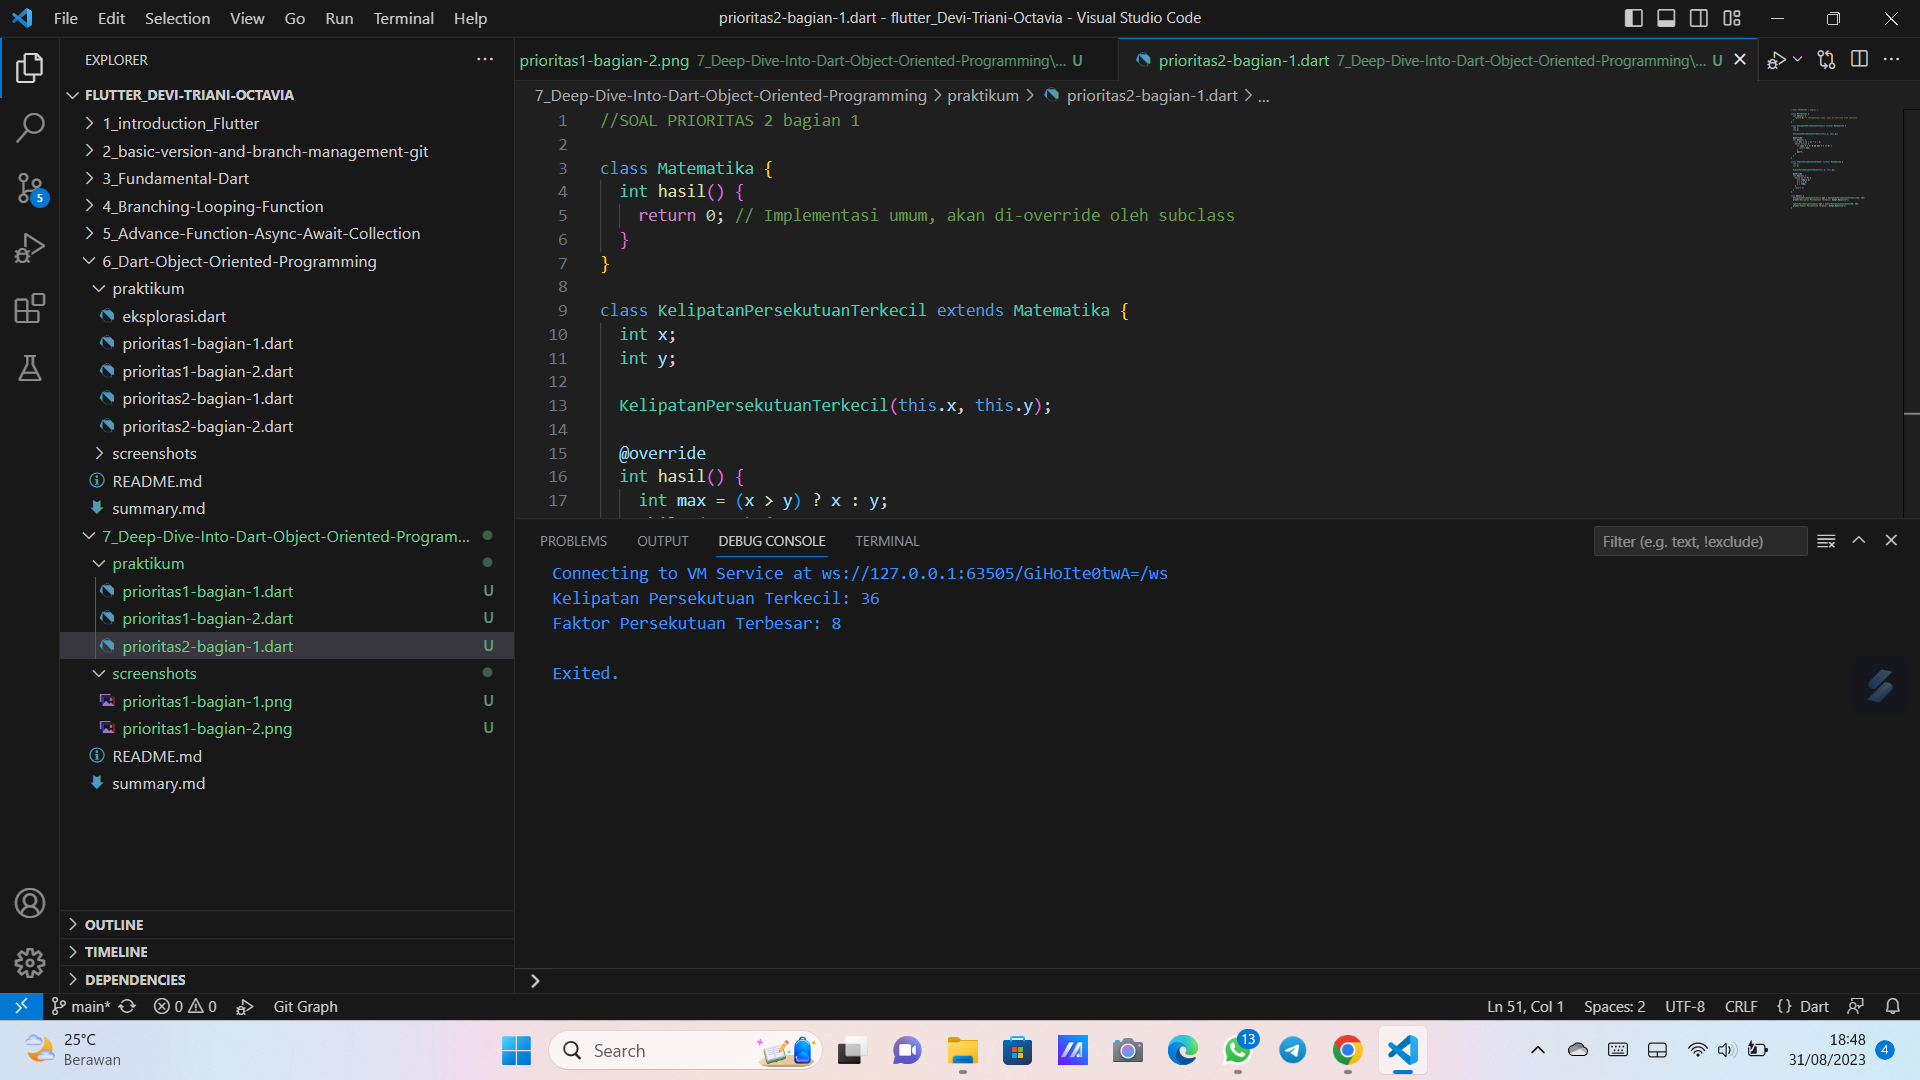 File Edit Selection View Go Run Terminal Help
prioritas2-bagian-1.dart - flutter_Devi-Triani-Octavia - Visual Studio Code
EXPLORER
FLUTTER_DEVI-TRIANI-OCTAVIA
1_introduction_Flutter
2_basic-version-and-branch-management-git
3_Fundamental-Dart
4_Branching-Looping-Function
5_Advance-Function-Async-Await-Collection
6_Dart-Object-Oriented-Programming
praktikum
eksplorasi.dart
prioritas1-bagian-1.dart
prioritas1-bagian-2.dart
prioritas2-bagian-1.dart
prioritas2-bagian-2.dart
screenshots
README.md
summary.md
7_Deep-Dive-Into-Dart-Object-Oriented-Program...
praktikum
prioritas1-bagian-1.dart U
prioritas1-bagian-2.dart U
prioritas2-bagian-1.dart U
screenshots
prioritas1-bagian-1.png U
prioritas1-bagian-2.png U
README.md
summary.md
OUTLINE
TIMELINE
DEPENDENCIES
5
prioritas1-bagian-2.png 7_Deep-Dive-Into-Dart-Object-Oriented-Programming\... U
prioritas2-bagian-1.dart 7_Deep-Dive-Into-Dart-Object-Oriented-Programming\... U
7_Deep-Dive-Into-Dart-Object-Oriented-Programming > praktikum > prioritas2-bagian-1.dart > ...
1 //SOAL PRIORITAS 2 bagian 1
2
3 class Matematika {
4 int hasil() {
5 return 0; // Implementasi umum, akan di-override oleh subclass
6 }
7 }
8
9 class KelipatanPersekutuanTerkecil extends Matematika {
10 int x;
11 int y;
12
13 KelipatanPersekutuanTerkecil(this.x, this.y);
14
15 @override
16 int hasil() {
17 int max = (x > y) ? x : y;
PROBLEMS OUTPUT DEBUG CONSOLE TERMINAL
Filter (e.g. text, !exclude)
Connecting to VM Service at ws://127.0.0.1:63505/GiHoIte0twA=/ws
Kelipatan Persekutuan Terkecil: 36
Faktor Persekutuan Terbesar: 8
Exited.
main* 0 0 Git Graph
Ln 51, Col 1 Spaces: 2 UTF-8 CRLF {} Dart
25°C
Berawan
Search
13
18:48
31/08/2023
4